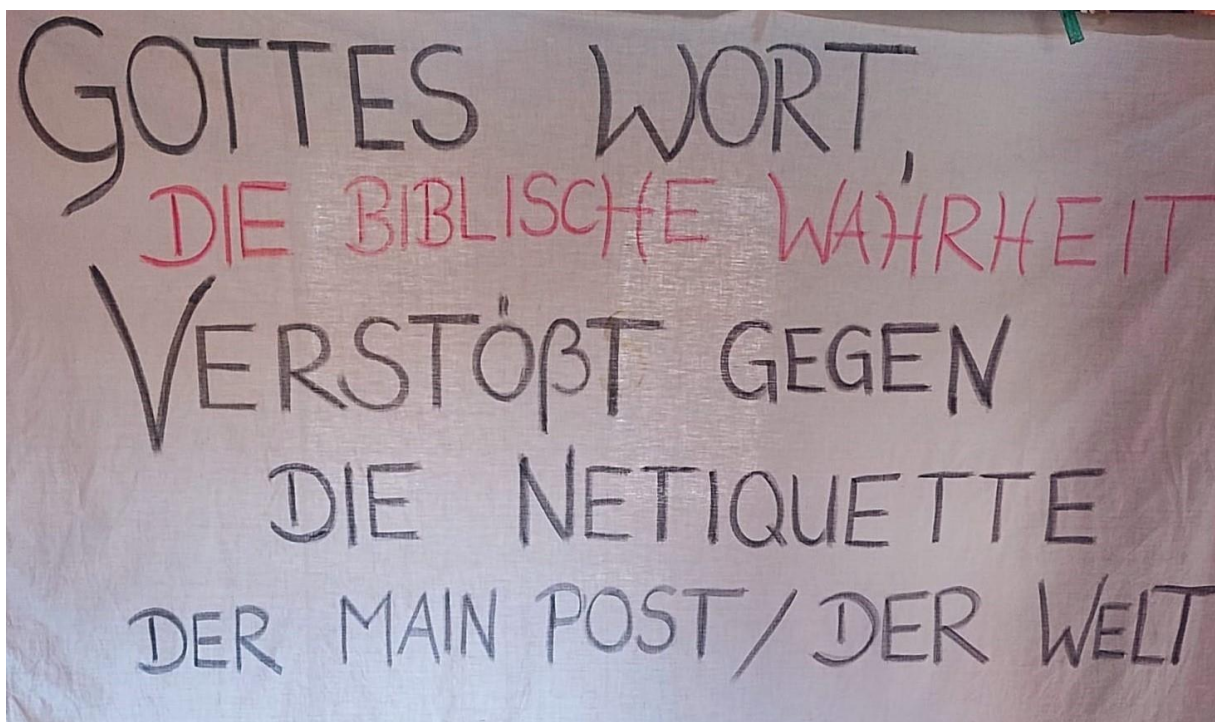 GOTTES WORT,
DIE BIBLISCHE WAHRHEIT
VERSTÖßT GEGEN
DIE NETIQUETTE
DER MAIN POST / DER WELT